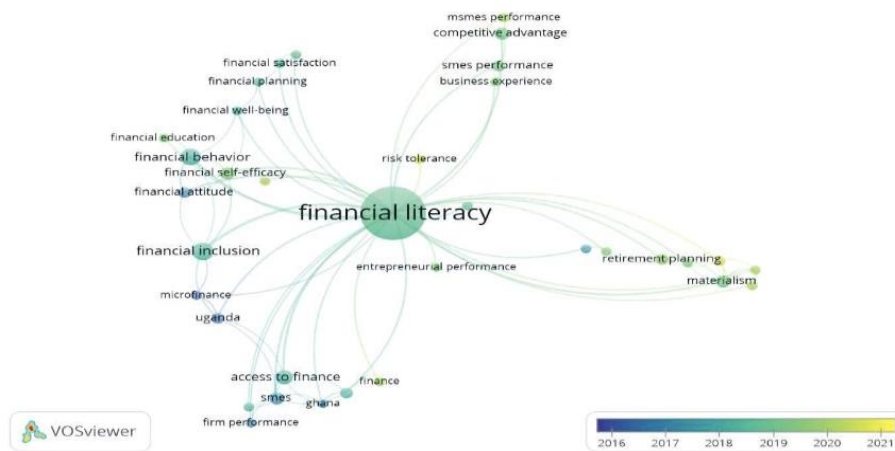 msmes performance
competitive advantage
financial satisfaction
smes performance
financial planning
business experience
financial well-being
financial education
financial behavior
risk tolerance
financial self-efficacy
financial attitude
financial literacy
financial inclusion
retirement planning
entrepreneurial performance
materialism
microfinance
uganda
access to finance
finance
smes
ghana
firm performance
VOSviewer
2016 2017 2018 2019 2020 2021